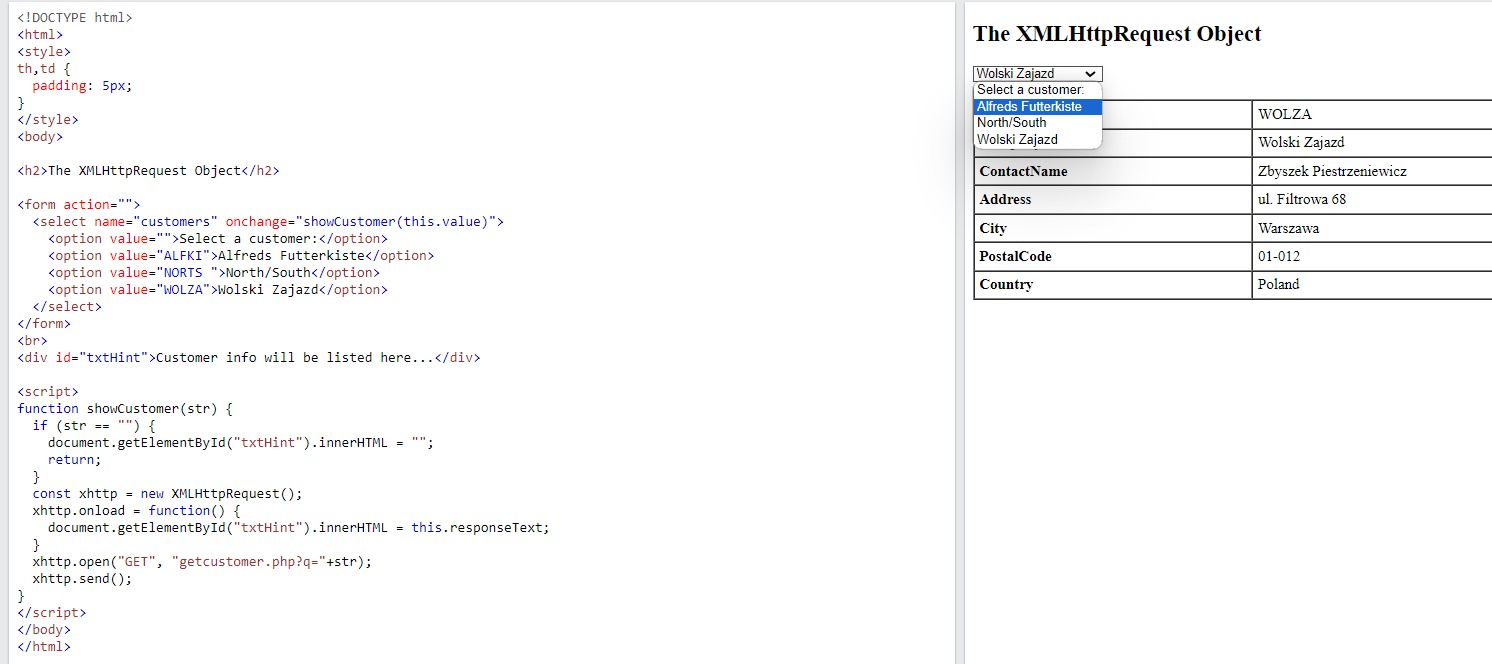 <!DOCTYPE html>
<html>
<style>
th,td {
  padding: 5px;
}
</style>
<body>

<h2>The XMLHttpRequest Object</h2>

<form action="">
  <select name="customers" onchange="showCustomer(this.value)">
    <option value="">Select a customer:</option>
    <option value="ALFKI">Alfreds Futterkiste</option>
    <option value="NORTS ">North/South</option>
    <option value="WOLZA">Wolski Zajazd</option>
  </select>
</form>
<br>
<div id="txtHint">Customer info will be listed here...</div>

<script>
function showCustomer(str) {
  if (str == "") {
    document.getElementById("txtHint").innerHTML = "";
    return;
  }
  const xhttp = new XMLHttpRequest();
  xhttp.onload = function() {
    document.getElementById("txtHint").innerHTML = this.responseText;
  }
  xhttp.open("GET", "getcustomer.php?q="+str);
  xhttp.send();
}
</script>
</body>
</html>
The XMLHttpRequest Object
Wolski Zajazd
Select a customer:
Alfreds Futterkiste
North/South
Wolski Zajazd
WOLZA
Wolski Zajazd
ContactName Zbyszek Piestrzeniewicz
Address ul. Filtrowa 68
City Warszawa
PostalCode 01-012
Country Poland